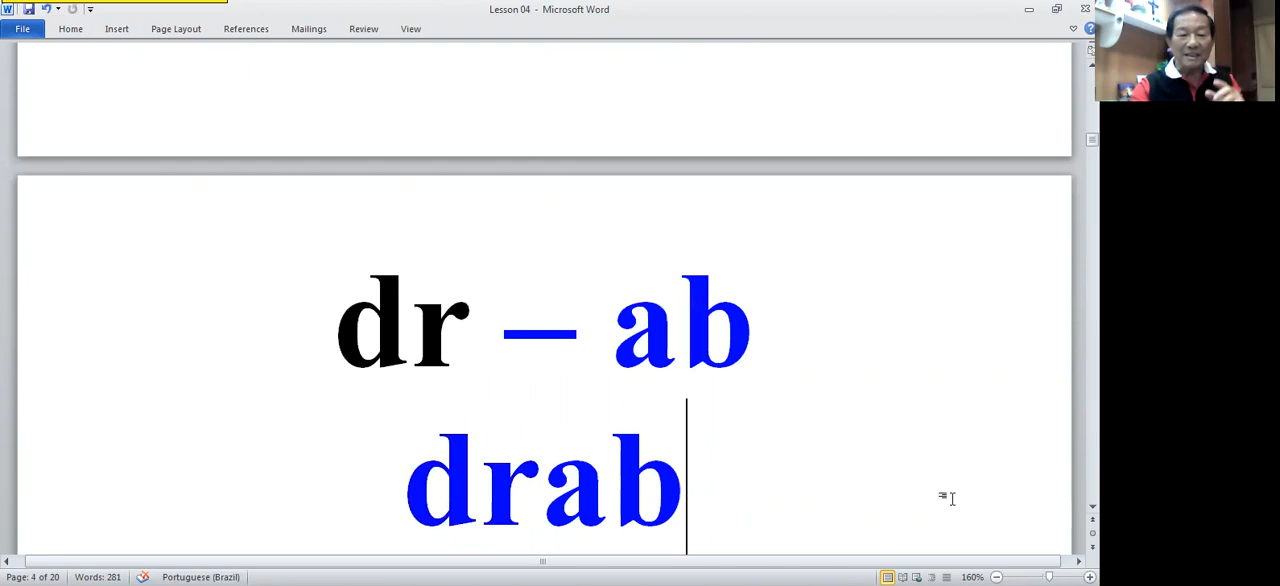 Lesson 04 - Microsoft Word
File Home Insert Page Layout References Mailings Review View
dr – ab
drab
Page: 4 of 20 Words: 281 Portuguese (Brazil) 160%